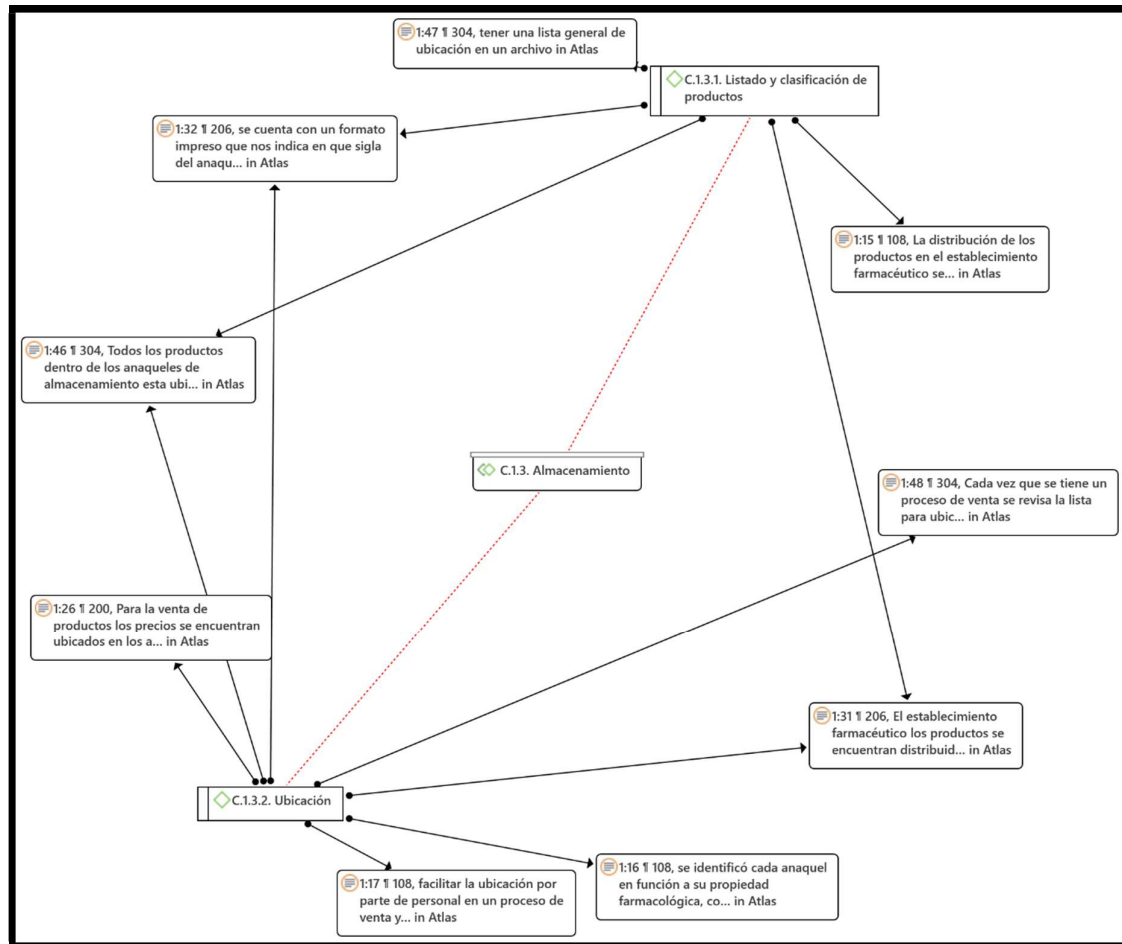 1:47 ¶ 304, tener una lista general de
ubicación en un archivo in Atlas
C.1.3.1. Listado y clasificación de
productos
1:32 ¶ 206, se cuenta con un formato
impreso que nos indica en que sigla
del anaqu... in Atlas
1:15 ¶ 108, La distribución de los
productos en el establecimiento
farmacéutico se... in Atlas
1:46 ¶ 304, Todos los productos
dentro de los anaqueles de
almacenamiento esta ubi... in Atlas
C.1.3. Almacenamiento
1:48 ¶ 304, Cada vez que se tiene un
proceso de venta se revisa la lista
para ubic... in Atlas
1:26 ¶ 200, Para la venta de
productos los precios se encuentran
ubicados en los a... in Atlas
1:31 ¶ 206, El establecimiento
farmacéutico los productos se
encuentran distribuid... in Atlas
C.1.3.2. Ubicación
1:16 ¶ 108, se identificó cada anaquel
en función a su propiedad
farmacológica, co... in Atlas
1:17 ¶ 108, facilitar la ubicación por
parte de personal en un proceso de
venta y... in Atlas